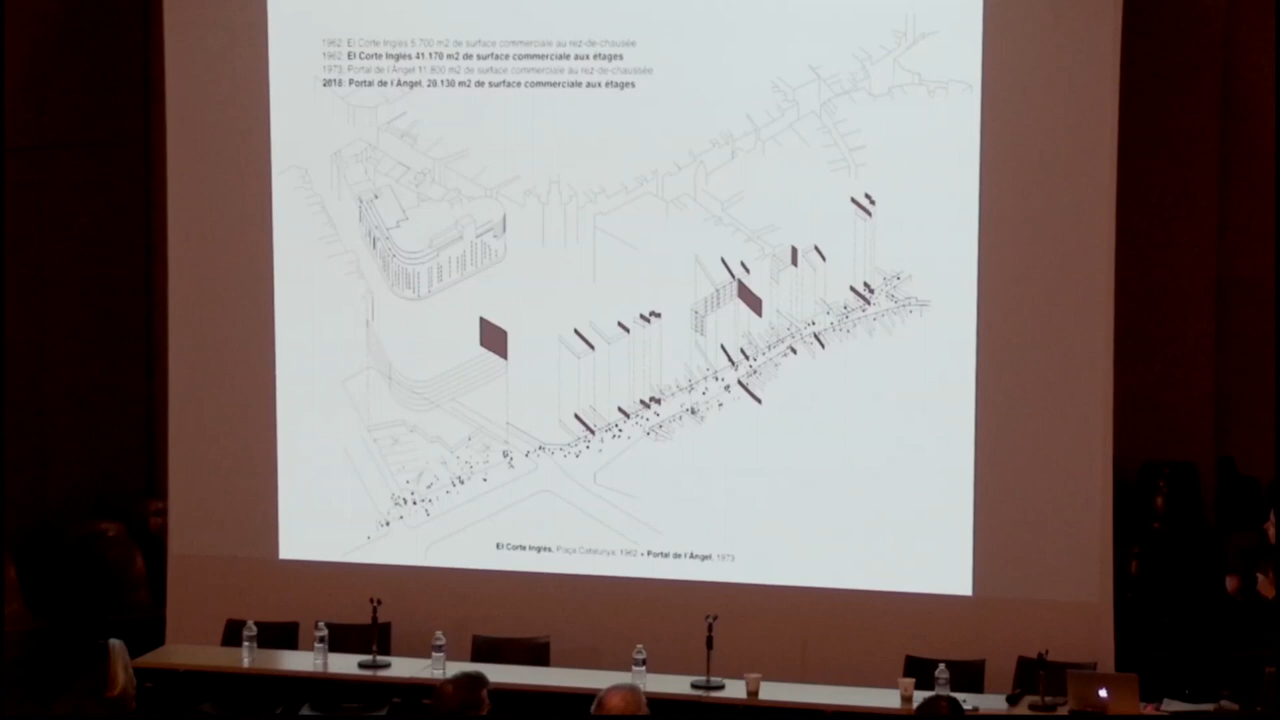 1962: El Corte Inglés 5.700 m2 de surface commerciale au rez-de-chausée
1962: El Corte Inglés 41.170 m2 de surface commerciale aux étages
1973: Portal de l'Àngel 11.800 m2 de surface commerciale au rez-de-chaussée
2018: Portal de l'Àngel, 20.130 m2 de surface commerciale aux étages
El Corte Inglés, Plaça Catalunya, 1962 + Portal de l'Àngel, 1973